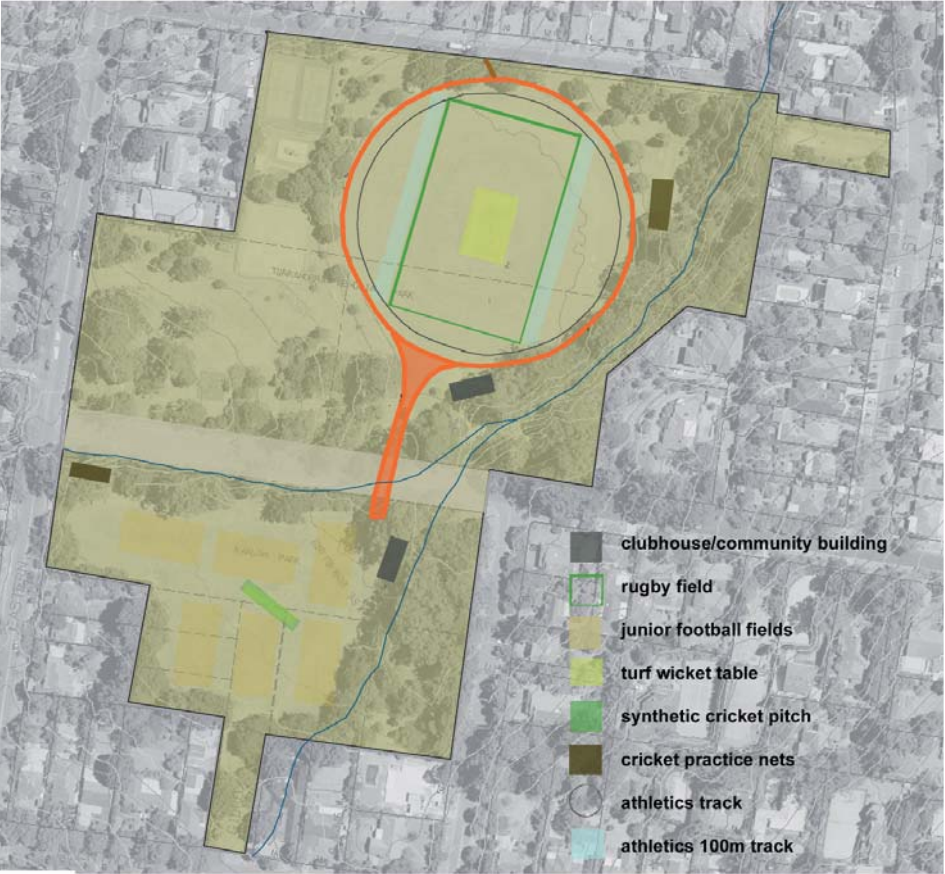 clubhouse/community building
rugby field
junior football fields
turf wicket table
synthetic cricket pitch
cricket practice nets
athletics track
athletics 100m track